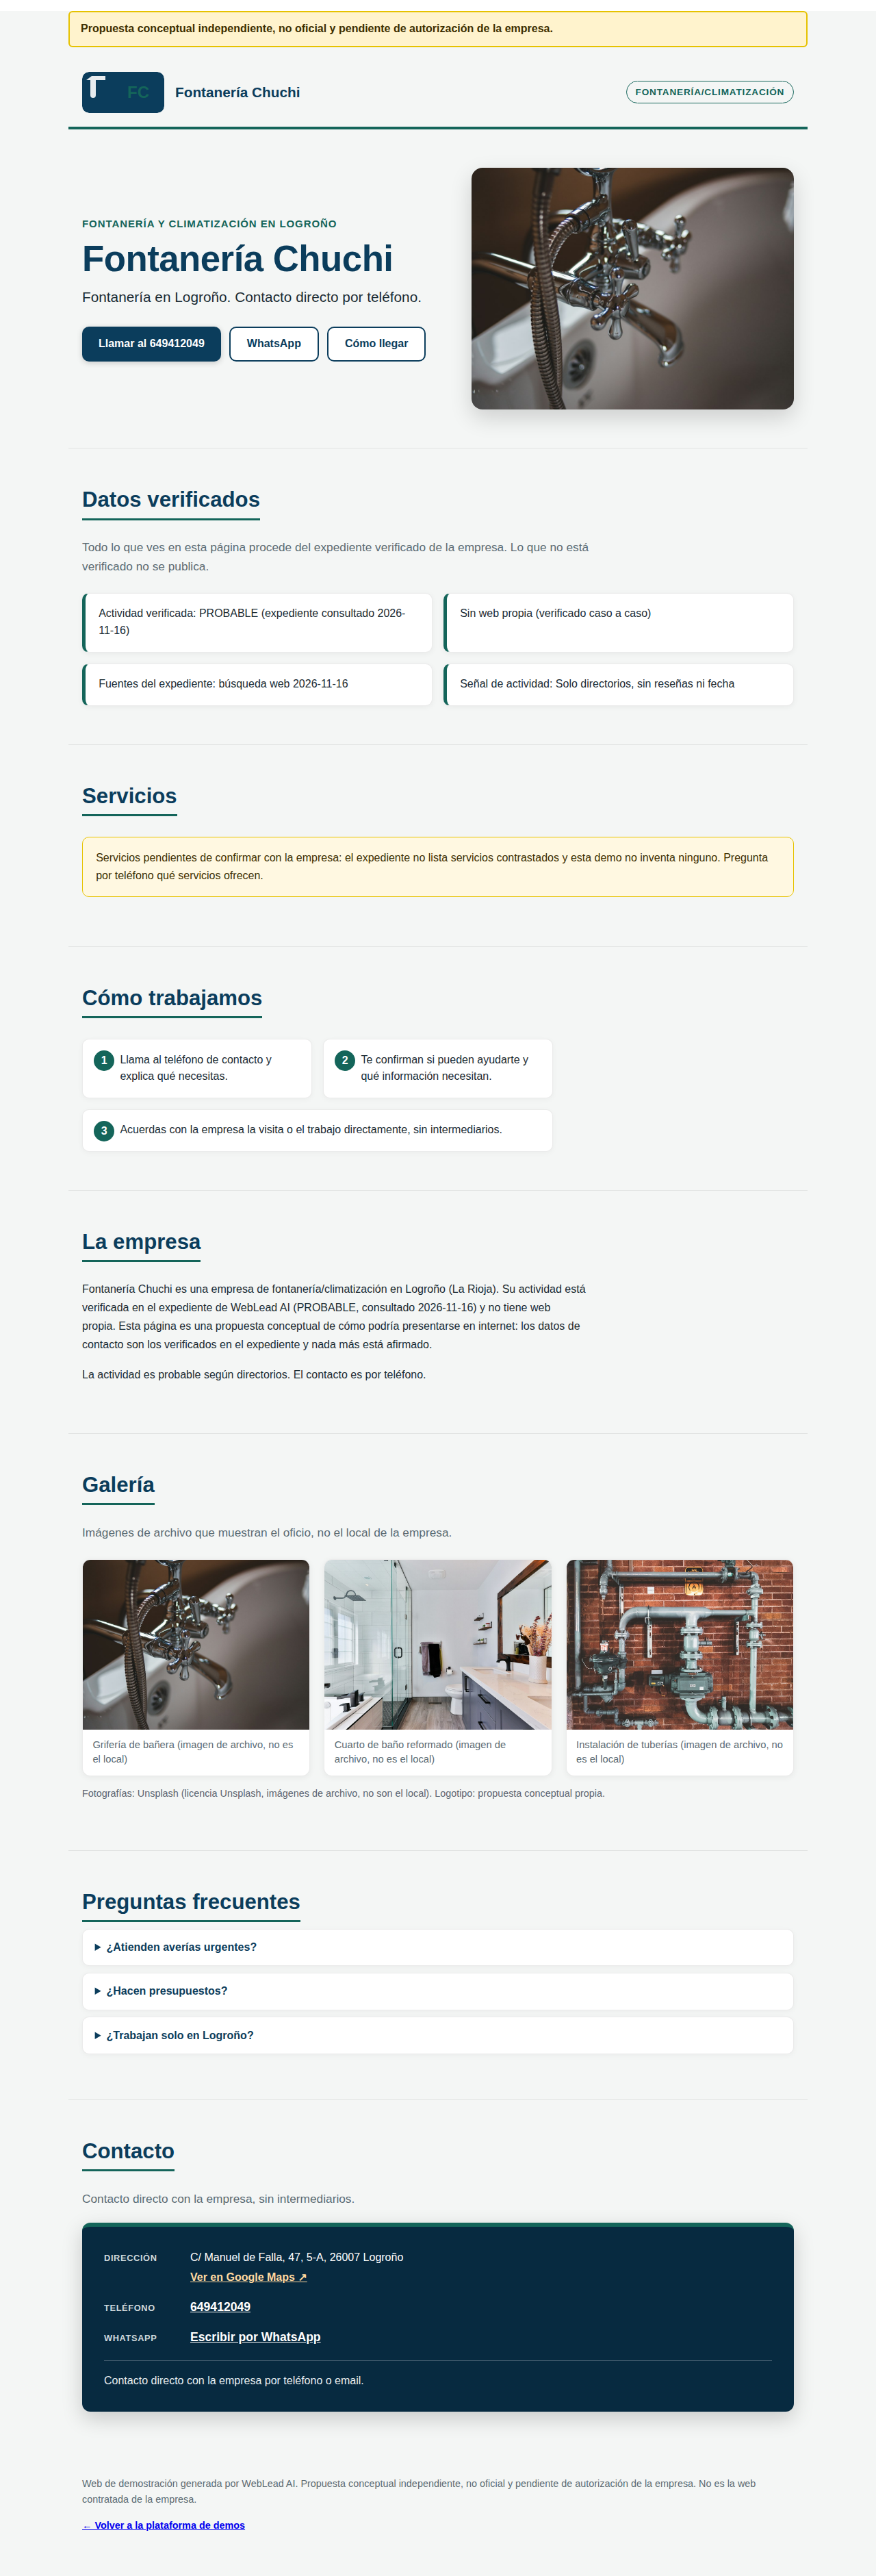 Propuesta conceptual independiente, no oficial y pendiente de autorización de la empresa.
FC
Fontanería Chuchi
FONTANERÍA/CLIMATIZACIÓN
FONTANERÍA Y CLIMATIZACIÓN EN LOGROÑO
Fontanería Chuchi
Fontanería en Logroño. Contacto directo por teléfono.
Llamar al 649412049
WhatsApp
Cómo llegar
Datos verificados
Todo lo que ves en esta página procede del expediente verificado de la empresa. Lo que no está
verificado no se publica.
Actividad verificada: PROBABLE (expediente consultado 2026-
11-16)
Sin web propia (verificado caso a caso)
Fuentes del expediente: búsqueda web 2026-11-16
Señal de actividad: Solo directorios, sin reseñas ni fecha
Servicios
Servicios pendientes de confirmar con la empresa: el expediente no lista servicios contrastados y esta demo no inventa ninguno. Pregunta
por teléfono qué servicios ofrecen.
Cómo trabajamos
1 Llama al teléfono de contacto y
explica qué necesitas.
2 Te confirman si pueden ayudarte y
qué información necesitan.
3 Acuerdas con la empresa la visita o el trabajo directamente, sin intermediarios.
La empresa
Fontanería Chuchi es una empresa de fontanería/climatización en Logroño (La Rioja). Su actividad está
verificada en el expediente de WebLead AI (PROBABLE, consultado 2026-11-16) y no tiene web
propia. Esta página es una propuesta conceptual de cómo podría presentarse en internet: los datos de
contacto son los verificados en el expediente y nada más está afirmado.
La actividad es probable según directorios. El contacto es por teléfono.
Galería
Imágenes de archivo que muestran el oficio, no el local de la empresa.
Grifería de bañera (imagen de archivo, no es
el local)
Cuarto de baño reformado (imagen de
archivo, no es el local)
Instalación de tuberías (imagen de archivo, no
es el local)
Fotografías: Unsplash (licencia Unsplash, imágenes de archivo, no son el local). Logotipo: propuesta conceptual propia.
Preguntas frecuentes
▶ ¿Atienden averías urgentes?
▶ ¿Hacen presupuestos?
▶ ¿Trabajan solo en Logroño?
Contacto
Contacto directo con la empresa, sin intermediarios.
DIRECCIÓN
C/ Manuel de Falla, 47, 5-A, 26007 Logroño
Ver en Google Maps ↗
TELÉFONO
649412049
WHATSAPP
Escribir por WhatsApp
Contacto directo con la empresa por teléfono o email.
Web de demostración generada por WebLead AI. Propuesta conceptual independiente, no oficial y pendiente de autorización de la empresa. No es la web
contratada de la empresa.
← Volver a la plataforma de demos